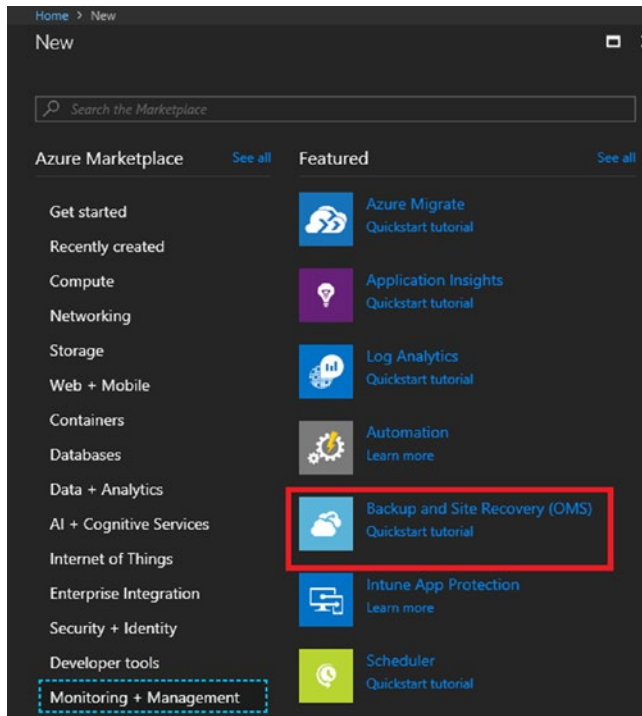 Home > New
New
Search the Marketplace
Azure Marketplace
See all
Get started
Recently created
Compute
Networking
Storage
Web + Mobile
Containers
Databases
Data + Analytics
AI + Cognitive Services
Internet of Things
Enterprise Integration
Security + Identity
Developer tools
Monitoring + Management
Featured
See all
Azure Migrate
Quickstart tutorial
Application Insights
Quickstart tutorial
Log Analytics
Quickstart tutorial
Automation
Learn more
Backup and Site Recovery (OMS)
Quickstart tutorial
Intune App Protection
Learn more
Scheduler
Quickstart tutorial